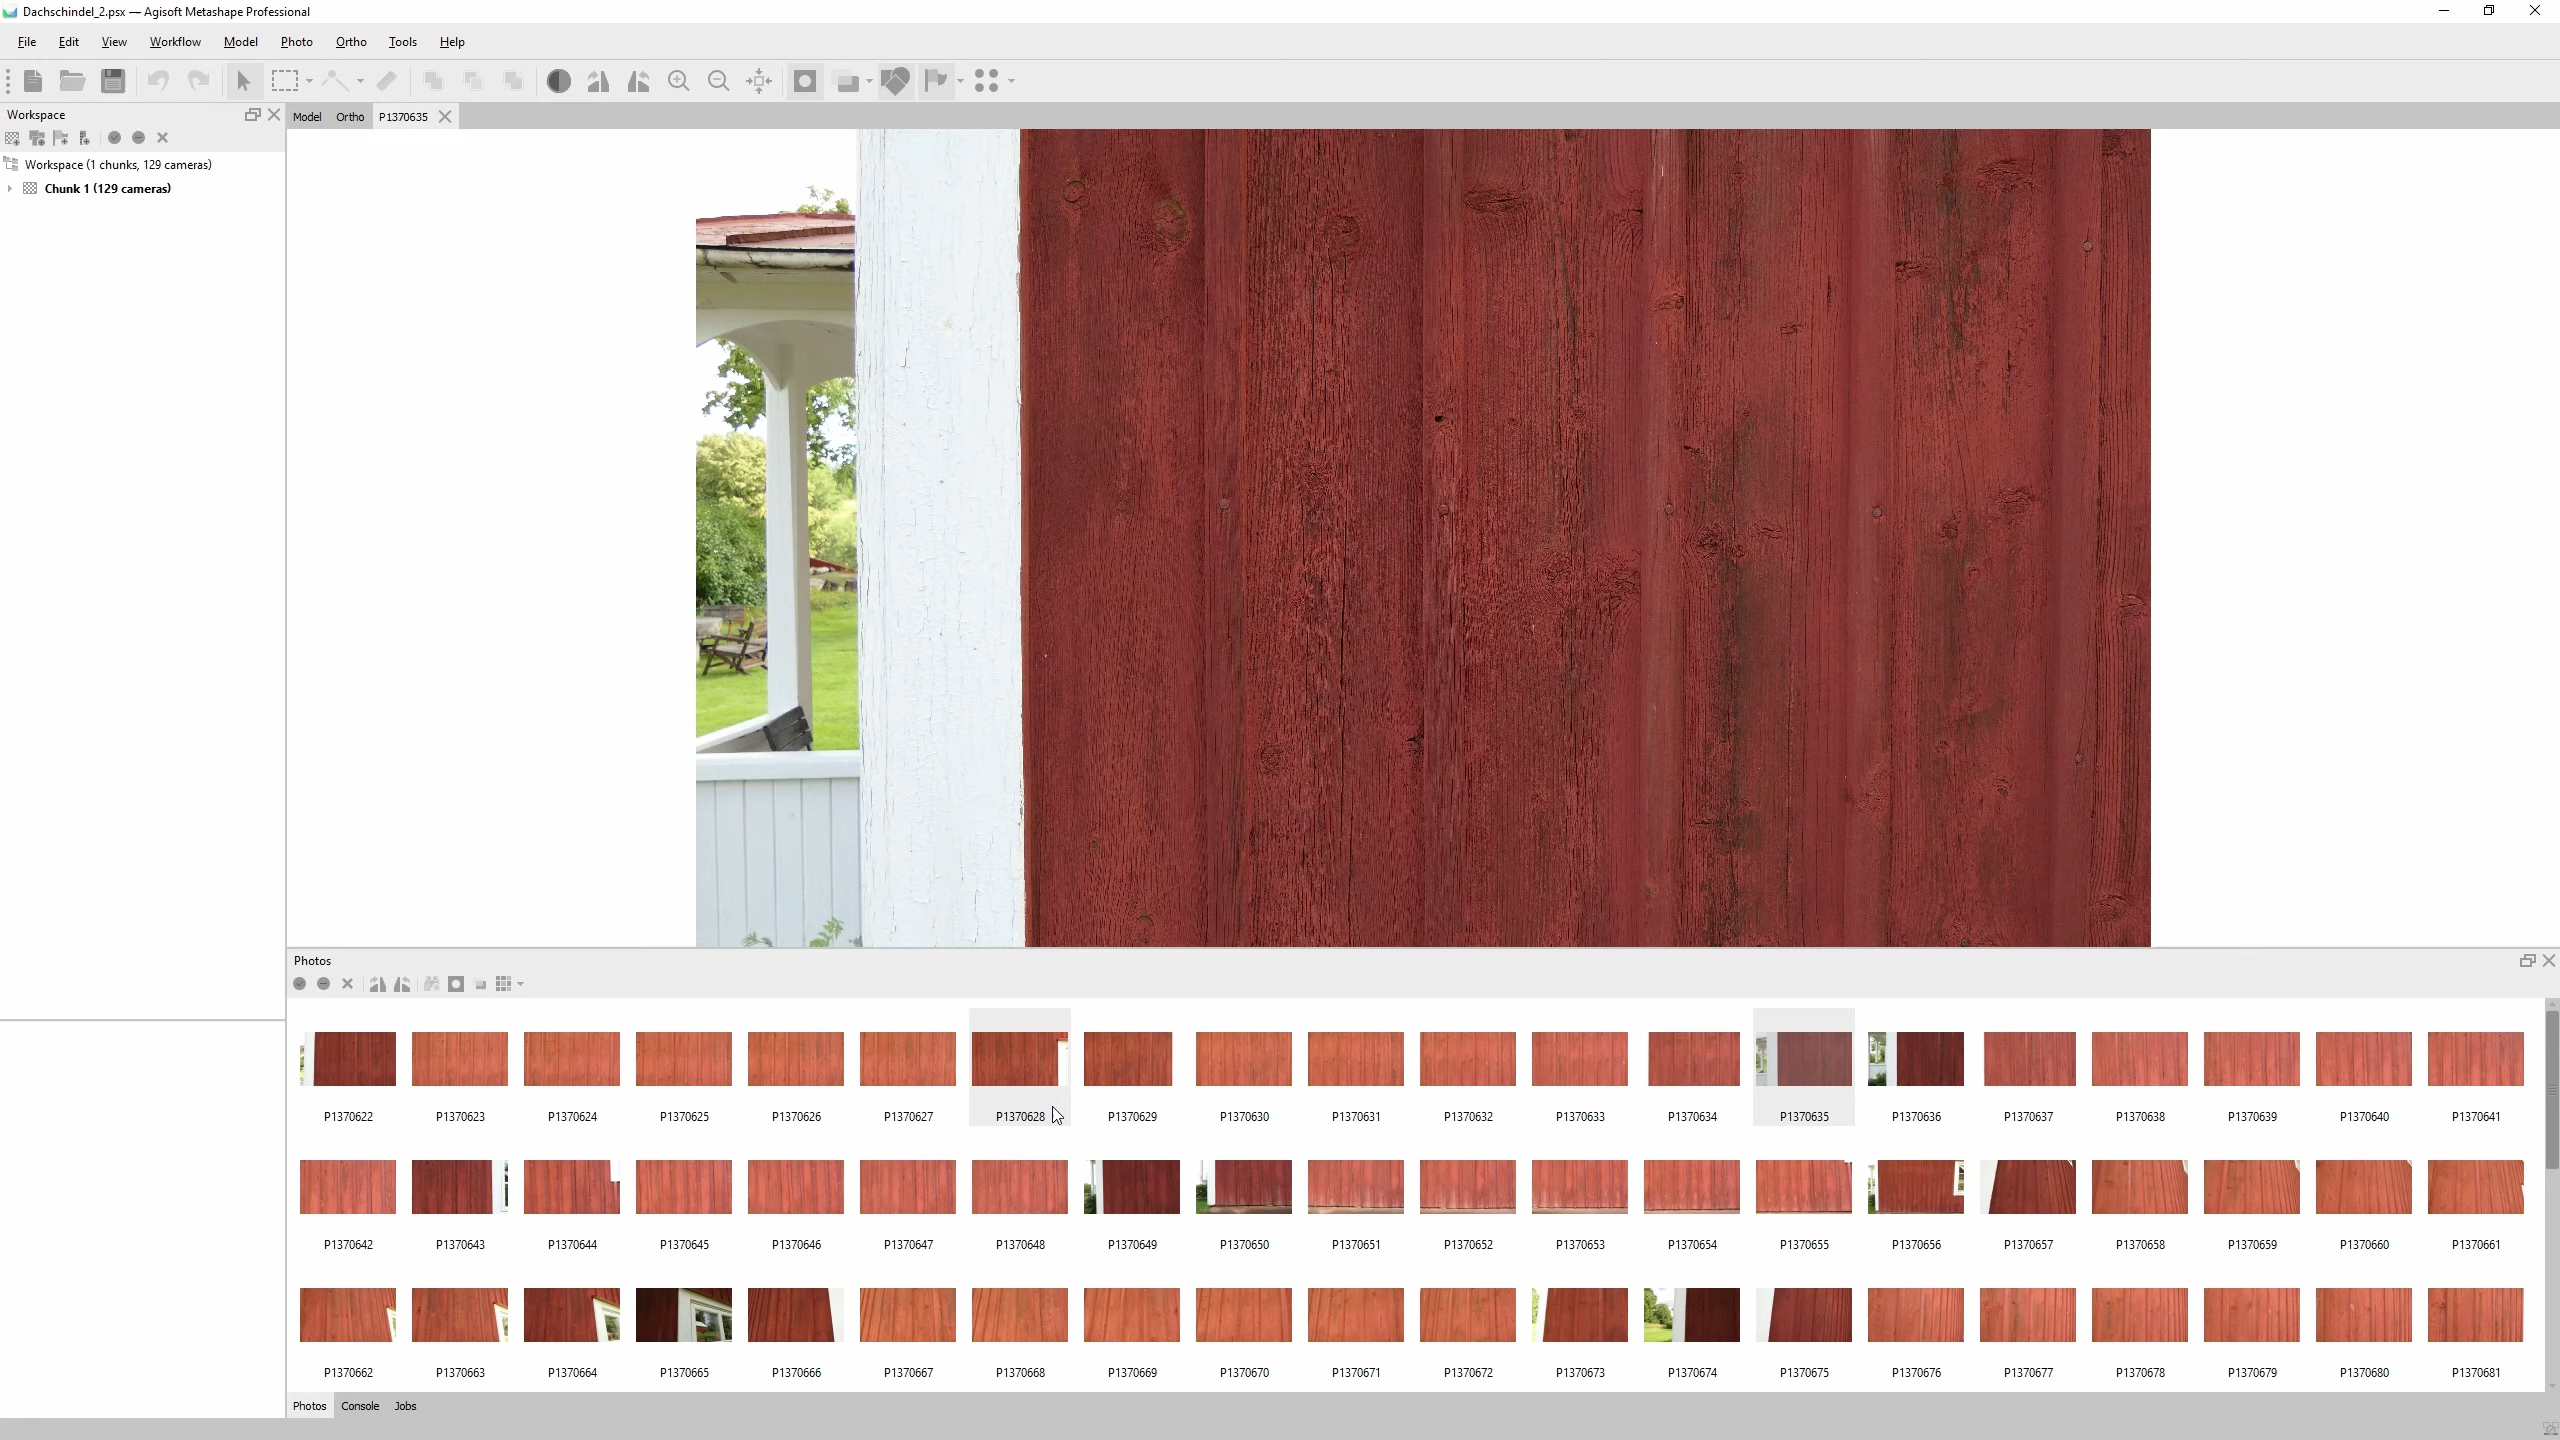 Dachschindel_2.psx — Agisoft Metashape Professional
File Edit View Workflow Model Photo Ortho Tools Help
Workspace
Model Ortho P1370635
Workspace (1 chunks, 129 cameras)
Chunk 1 (129 cameras)
Photos
P1370622 P1370623 P1370624 P1370625 P1370626 P1370627 P1370628 P1370629 P1370630 P1370631 P1370632 P1370633 P1370634 P1370635 P1370636 P1370637 P1370638 P1370639 P1370640 P1370641
P1370642 P1370643 P1370644 P1370645 P1370646 P1370647 P1370648 P1370649 P1370650 P1370651 P1370652 P1370653 P1370654 P1370655 P1370656 P1370657 P1370658 P1370659 P1370660 P1370661
P1370662 P1370663 P1370664 P1370665 P1370666 P1370667 P1370668 P1370669 P1370670 P1370671 P1370672 P1370673 P1370674 P1370675 P1370676 P1370677 P1370678 P1370679 P1370680 P1370681
Photos Console Jobs